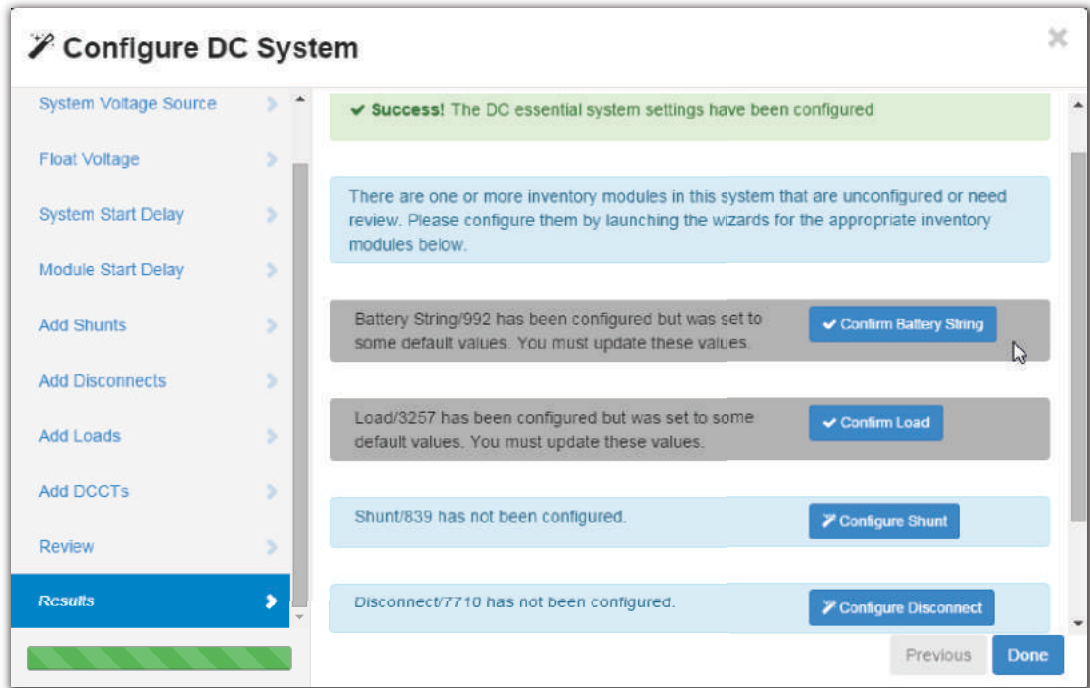 Configure DC System
System Voltage Source
Float Voltage
System Start Delay
Module Start Delay
Add Shunts
Add Disconnects
Add Loads
Add DCCTs
Review
Results
Success! The DC essential system settings have been configured
There are one or more inventory modules in this system that are unconfigured or need
review. Please configure them by launching the wizards for the appropriate inventory
modules below.
Battery String/992 has been configured but was set to
some default values. You must update these values.
Confirm Battery String
Load/3257 has been configured but was set to some
default values. You must update these values.
Confirm Load
Shunt/839 has not been configured.
Configure Shunt
Disconnect/7710 has not been configured.
Configure Disconnect
Previous
Done